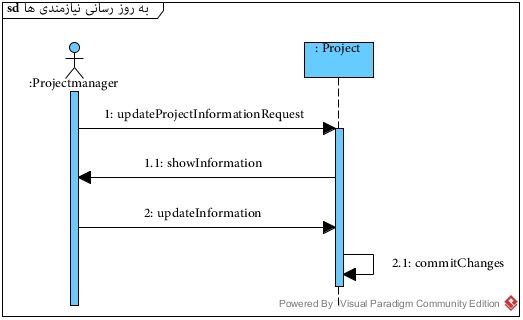 sd به روز رسانی نیازمندی ها
:Projectmanager
: Project
1: updateProjectInformationRequest
1.1: showInformation
2: updateInformation
2.1: commitChanges
Powered By Visual Paradigm Community Edition